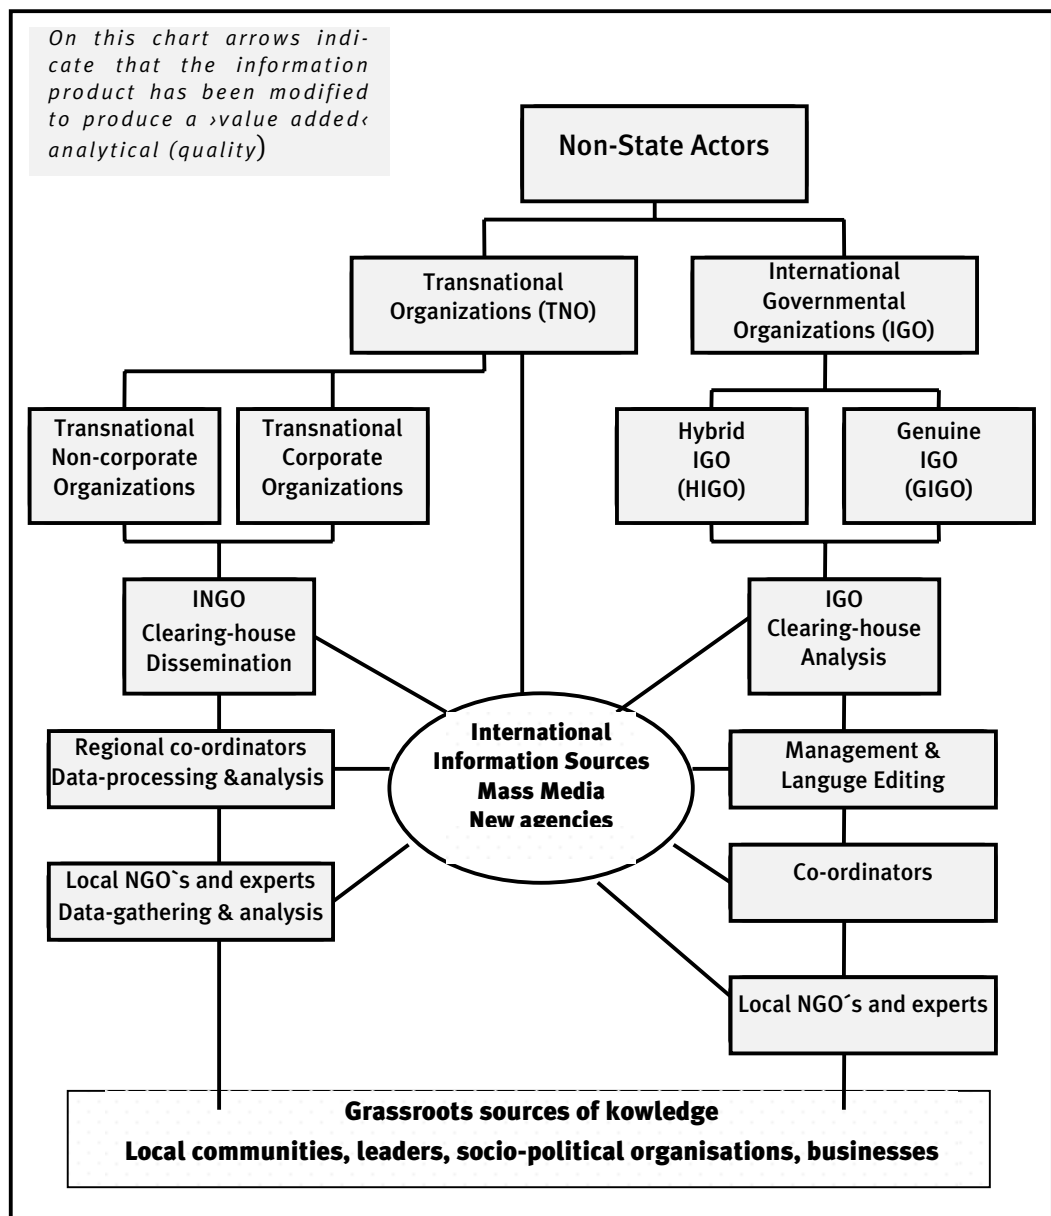 On this chart arrows indi-
cate that the information
product has been modified
to produce a ›value added‹
analytical (quality)
Non-State Actors
Transnational
Organizations (TNO)
International
Governmental
Organizations (IGO)
Transnational
Non-corporate
Organizations
Transnational
Corporate
Organizations
Hybrid
IGO
(HIGO)
Genuine
IGO
(GIGO)
INGO
Clearing-house
Dissemination
IGO
Clearing-house
Analysis
International
Information Sources
Mass Media
New agencies
Regional co-ordinators
Data-processing &analysis
Management &
Languge Editing
Local NGO`s and experts
Data-gathering & analysis
Co-ordinators
Local NGO´s and experts
Grassroots sources of kowledge
Local communities, leaders, socio-political organisations, businesses